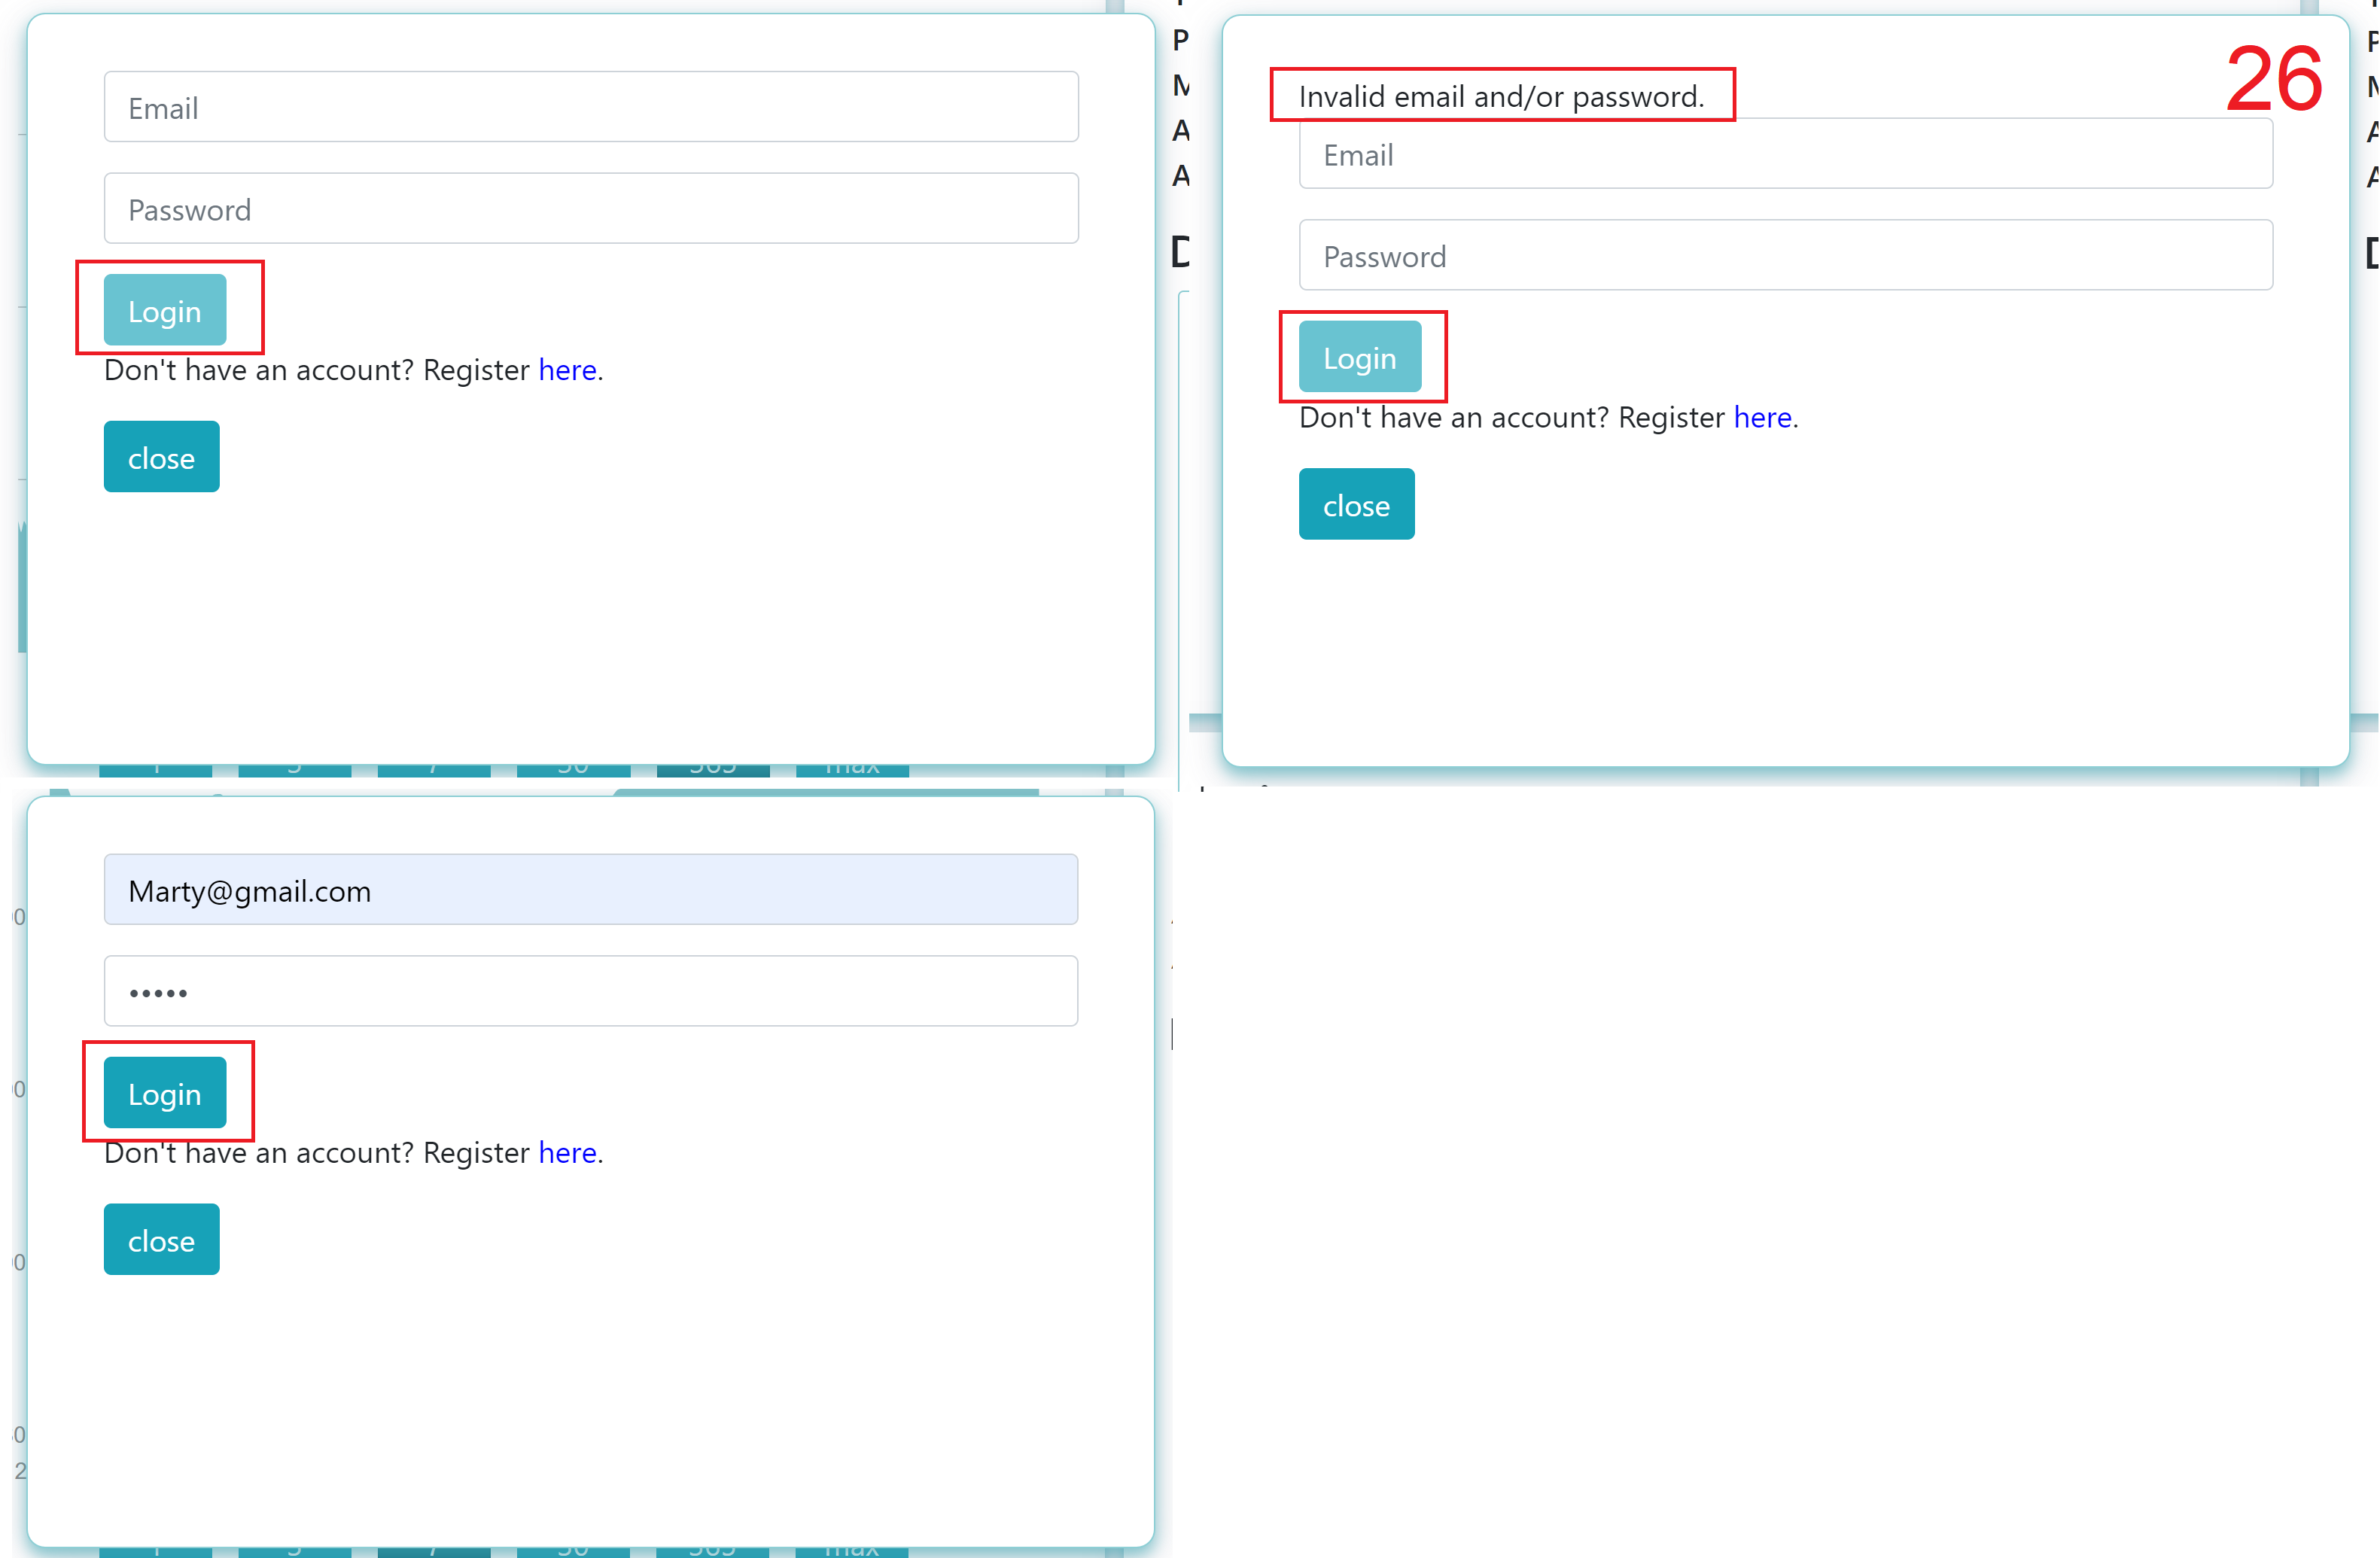 Email
Password
Login
Don't have an account? Register here.
close
26
Invalid email and/or password.
Email
Password
Login
Don't have an account? Register here.
close
P
A
A
Marty@gmail.com
•••••
Login
Don't have an account? Register here.
close